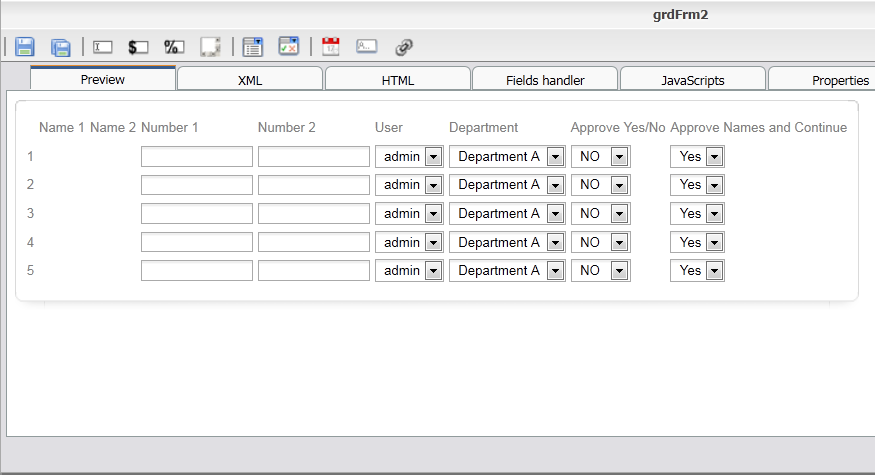 grdFrm2
$ %
Preview XML HTML Fields handler JavaScripts Properties
Name 1 Name 2 Number 1 Number 2 User Department Approve Yes/No Approve Names and Continue
1 admin Department A NO Yes
2 admin Department A NO Yes
3 admin Department A NO Yes
4 admin Department A NO Yes
5 admin Department A NO Yes